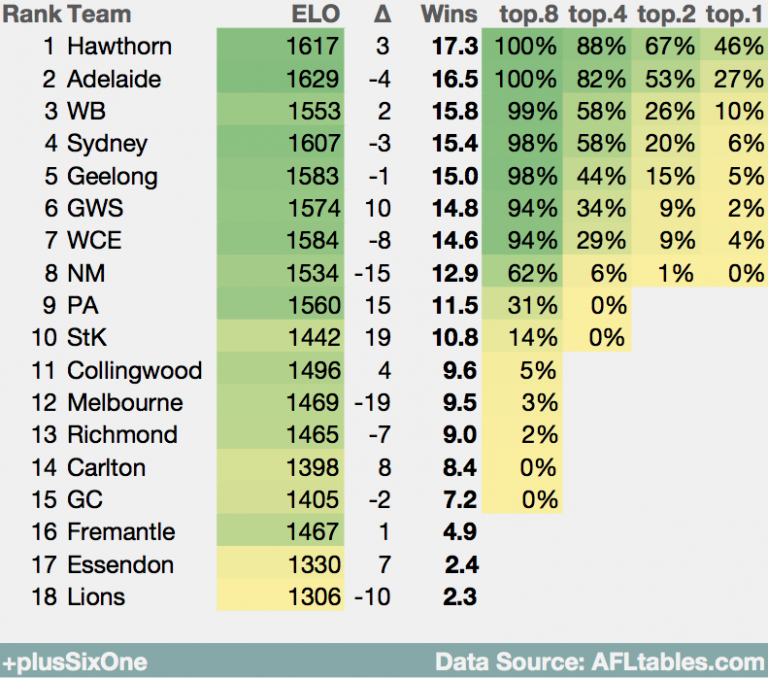 Rank Team ELO Δ Wins top.8 top.4 top.2 top.1
1 Hawthorn 1617 3 17.3 100% 88% 67% 46%
2 Adelaide 1629 -4 16.5 100% 82% 53% 27%
3 WB 1553 2 15.8 99% 58% 26% 10%
4 Sydney 1607 -3 15.4 98% 58% 20% 6%
5 Geelong 1583 -1 15.0 98% 44% 15% 5%
6 GWS 1574 10 14.8 94% 34% 9% 2%
7 WCE 1584 -8 14.6 94% 29% 9% 4%
8 NM 1534 -15 12.9 62% 6% 1% 0%
9 PA 1560 15 11.5 31% 0%
10 StK 1442 19 10.8 14% 0%
11 Collingwood 1496 4 9.6 5%
12 Melbourne 1469 -19 9.5 3%
13 Richmond 1465 -7 9.0 2%
14 Carlton 1398 8 8.4 0%
15 GC 1405 -2 7.2 0%
16 Fremantle 1467 1 4.9
17 Essendon 1330 7 2.4
18 Lions 1306 -10 2.3
+plusSixOne Data Source: AFLtables.com